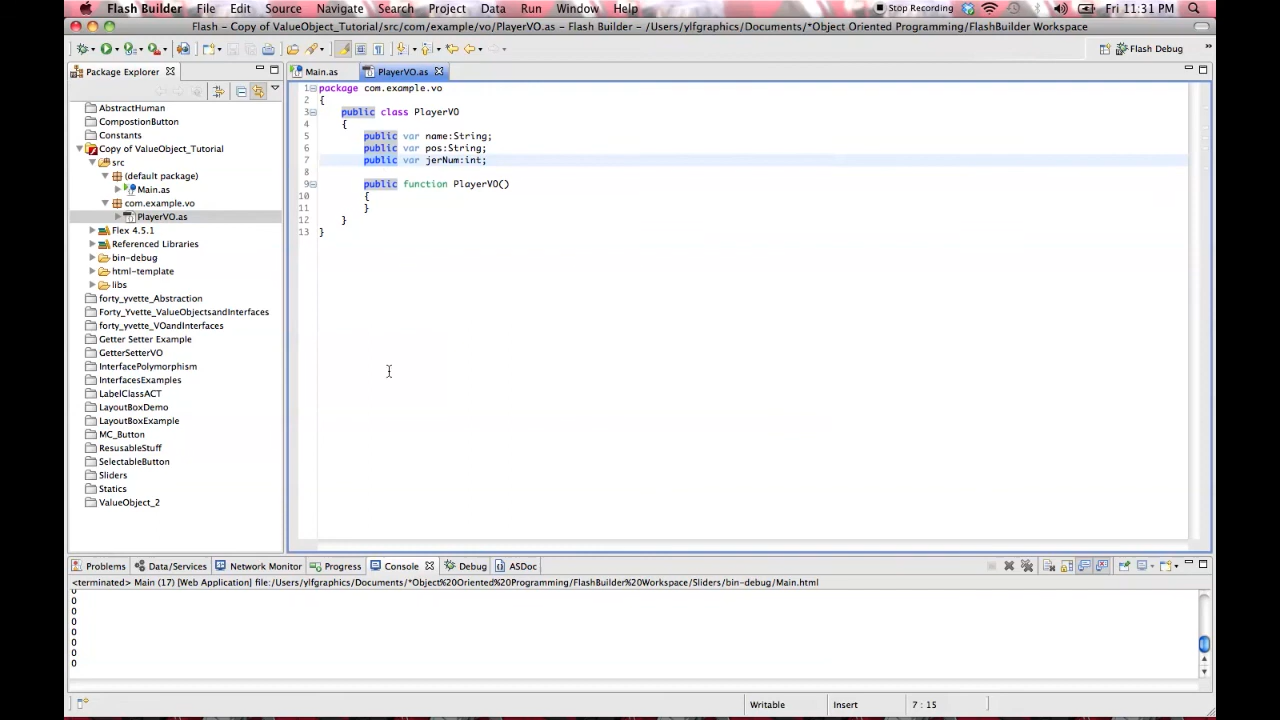 Flash Builder File Edit Source Navigate Search Project Data Run Window Help Stop Recording Fri 11:31 PM
Flash - Copy of ValueObject_Tutorial/src/com/example/vo/PlayerVO.as - Flash Builder - /Users/ylfgraphics/Documents/*Object Oriented Programming/FlashBuilder Workspace
Flash Debug
Package Explorer
AbstractHuman
CompostionButton
Constants
Copy of ValueObject_Tutorial
src
(default package)
Main.as
com.example.vo
PlayerVO.as
Flex 4.5.1
Referenced Libraries
bin-debug
html-template
libs
forty_yvette_Abstraction
Forty_Yvette_ValueObjectsandInterfaces
forty_yvette_VOandInterfaces
Getter Setter Example
GetterSetterVO
InterfacePolymorphism
InterfacesExamples
LabelClassACT
LayoutBoxDemo
LayoutBoxExample
MC_Button
ResusableStuff
SelectableButton
Sliders
Statics
ValueObject_2
Main.as PlayerVO.as
1 package com.example.vo
2 {
3 public class PlayerVO
4 {
5 public var name:String;
6 public var pos:String;
7 public var jerNum:int;
8
9 public function PlayerVO()
10 {
11 }
12 }
13 }
Problems Data/Services Network Monitor Progress Console Debug ASDoc
<terminated> Main (17) [Web Application] file:/Users/ylfgraphics/Documents/*Object%20Oriented%20Programming/FlashBuilder%20Workspace/Sliders/bin-debug/Main.html
0
0
0
0
0
0
0
Writable Insert 7 : 15